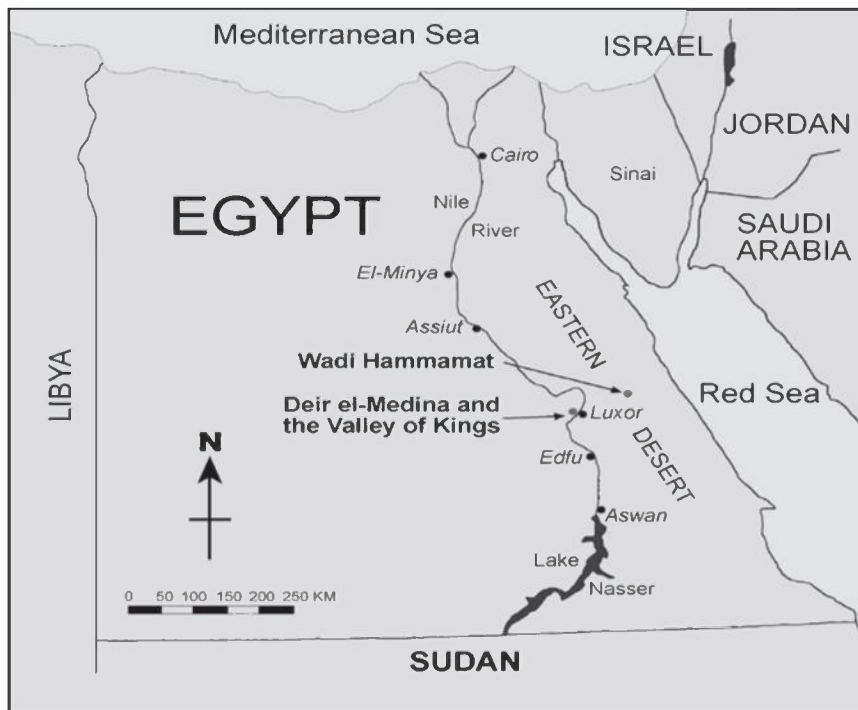 Mediterranean Sea
ISRAEL
JORDAN
Cairo
Sinai
EGYPT
Nile
River
SAUDI
ARABIA
El-Minya
EASTERN
Assiut
LIBYA
Wadi Hammamat
Red Sea
Deir el-Medina and
the Valley of Kings
Luxor
DESERT
N
Edfu
Aswan
Lake
Nasser
0 50 100 150 200 250 KM
SUDAN